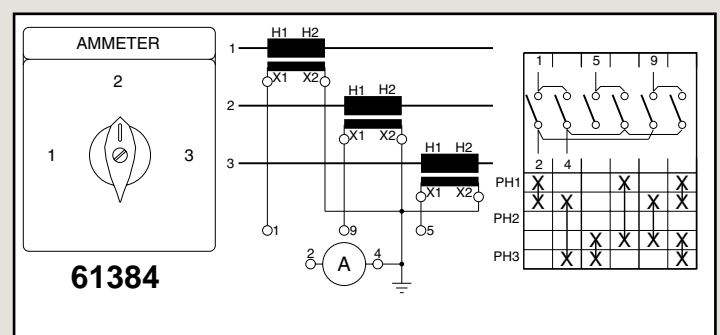 AMMETER
2
1 3
61384
1 H1 H2
X1 X2
2 H1 H2
X1 X2
3 H1 H2
X1 X2
1 9 5
2 A 4
1 5 9
2 4
PH1 X X X
X X X X
PH2
X X X X
PH3 X X X